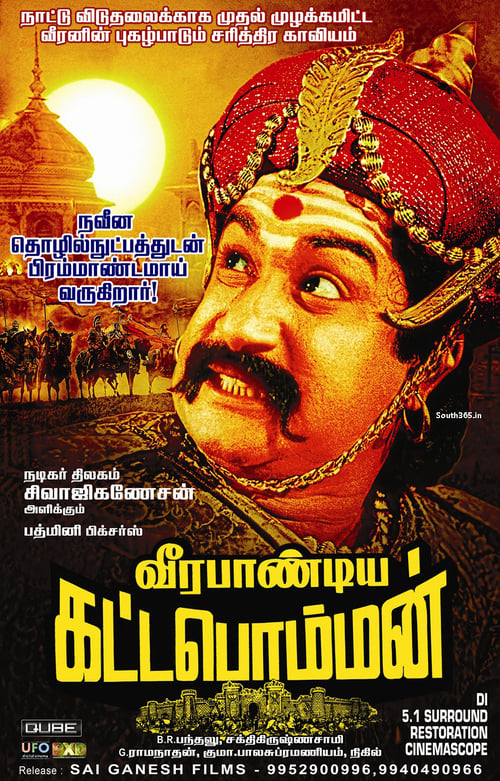 நாட்டு விடுதலைக்காக முதல் முழக்கமிட்ட
வீரனின் புகழ்பாடும் சரித்திர காவியம்
நவீன
தொழில்நுட்பத்துடன்
பிரம்மாண்டமாய்
வருகிறார்!
South365.in
நடிகர் திலகம்
சிவாஜிகணேசன்
அளிக்கும்
பத்மினி பிக்சர்ஸ்
வீரபாண்டிய
கட்டபொம்மன்
DI
5.1 SURROUND
RESTORATION
CINEMASCOPE
B.R.பந்தலு, சக்திகிருஷ்ணசாமி
G.ராமநாதன், கு.மா.பாலசுப்ரமணியம், நிகில்
QUBE
UFO
Release : SAI GANESH FILMS - 9952900996,9940490966